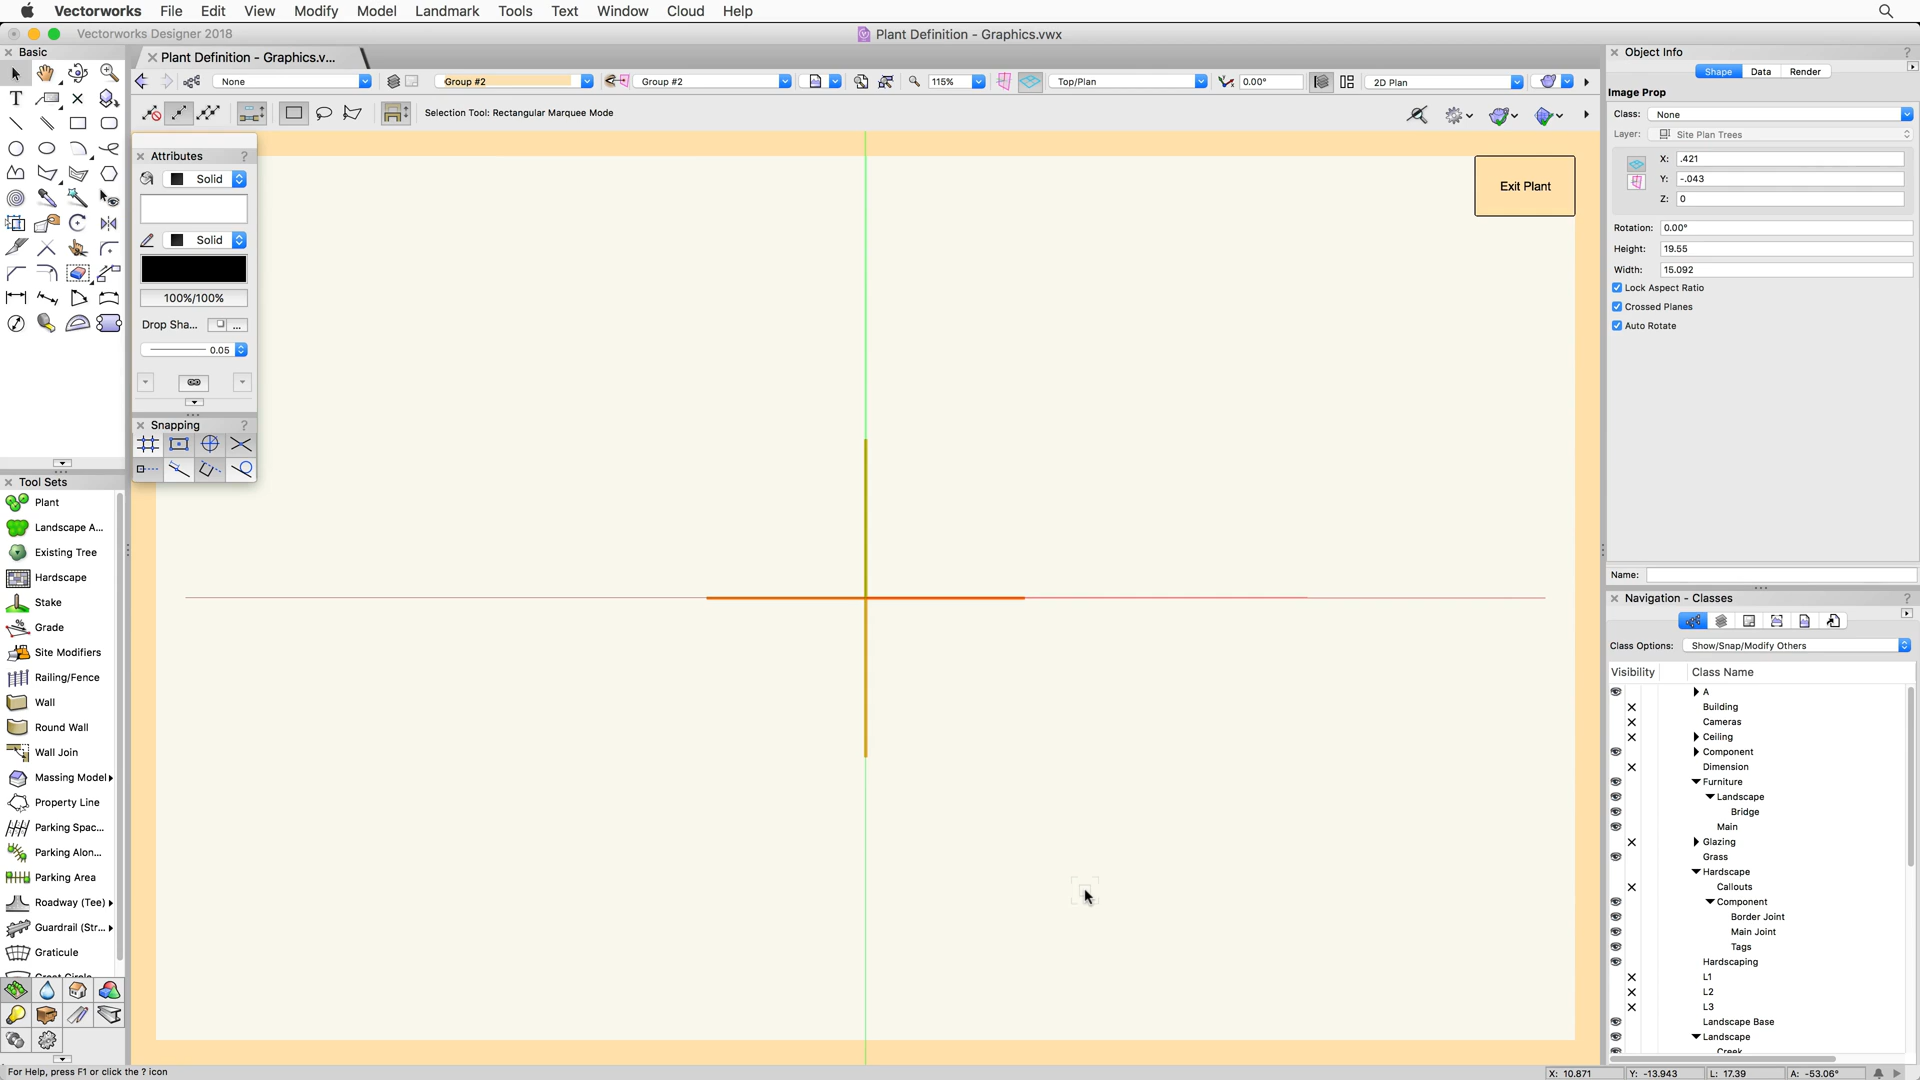 Vectorworks File Edit View Modify Model Landmark Tools Text Window Cloud Help
Vectorworks Designer 2018
Plant Definition - Graphics.vwx
Basic
Plant Definition - Graphics.v...
None
Group #2
Group #2
115%
Top/Plan
0.00°
2D Plan
Selection Tool: Rectangular Marquee Mode
Attributes ?
Solid
Solid
100%/100%
Drop Sha...
...
0.05
Snapping ?
Exit Plant
Tool Sets
Plant
Landscape A...
Existing Tree
Hardscape
Stake
Grade
Site Modifiers
Railing/Fence
Wall
Round Wall
Wall Join
Massing Model
Property Line
Parking Spac...
Parking Alon...
Parking Area
Roadway (Tee)
Guardrail (Str...
Graticule
Great Circle
For Help, press F1 or click the ? icon
Object Info ?
Shape Data Render
Image Prop
Class: None
Layer: Site Plan Trees
X: .421
Y: -.043
Z: 0
Rotation: 0.00°
Height: 19.55
Width: 15.092
Lock Aspect Ratio
Crossed Planes
Auto Rotate
Name:
Navigation - Classes ?
Class Options: Show/Snap/Modify Others
Visibility Class Name
A
Building
Cameras
Ceiling
Component
Dimension
Furniture
Landscape
Bridge
Main
Glazing
Grass
Hardscape
Callouts
Component
Border Joint
Main Joint
Tags
Hardscaping
L1
L2
L3
Landscape Base
Landscape
Creek
X: 10.871 Y: -13.943 L: 17.39 A: -53.06°